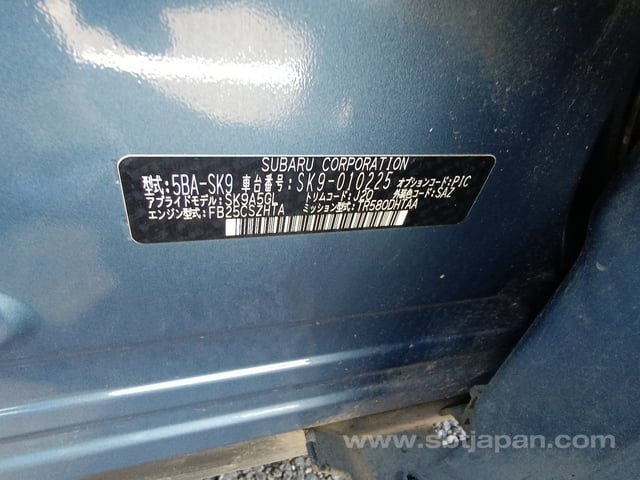 SUBARU CORPORATION
型式:5BA-SK9 車台番号:SK9-010225 オプションコード:PIC
アプライドモデル:SK9A5GL トリムコード:J20 外装色コード:SAZ
エンジン型式:FB25CSZHTA ミッション型式:TR580DHTAA
www.sbtjapan.com